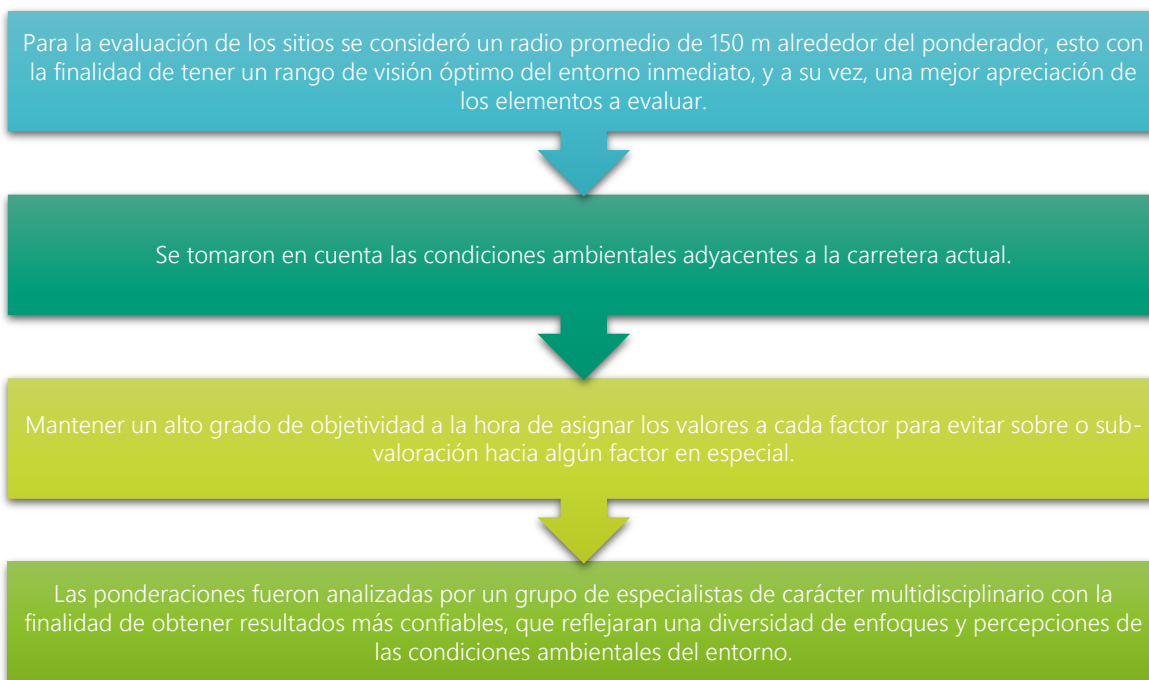 Para la evaluación de los sitios se consideró un radio promedio de 150 m alrededor del ponderador, esto con
la finalidad de tener un rango de visión óptimo del entorno inmediato, y a su vez, una mejor apreciación de
los elementos a evaluar.
Se tomaron en cuenta las condiciones ambientales adyacentes a la carretera actual.
Mantener un alto grado de objetividad a la hora de asignar los valores a cada factor para evitar sobre o sub-
valoración hacia algún factor en especial.
Las ponderaciones fueron analizadas por un grupo de especialistas de carácter multidisciplinario con la
finalidad de obtener resultados más confiables, que reflejaran una diversidad de enfoques y percepciones de
las condiciones ambientales del entorno.